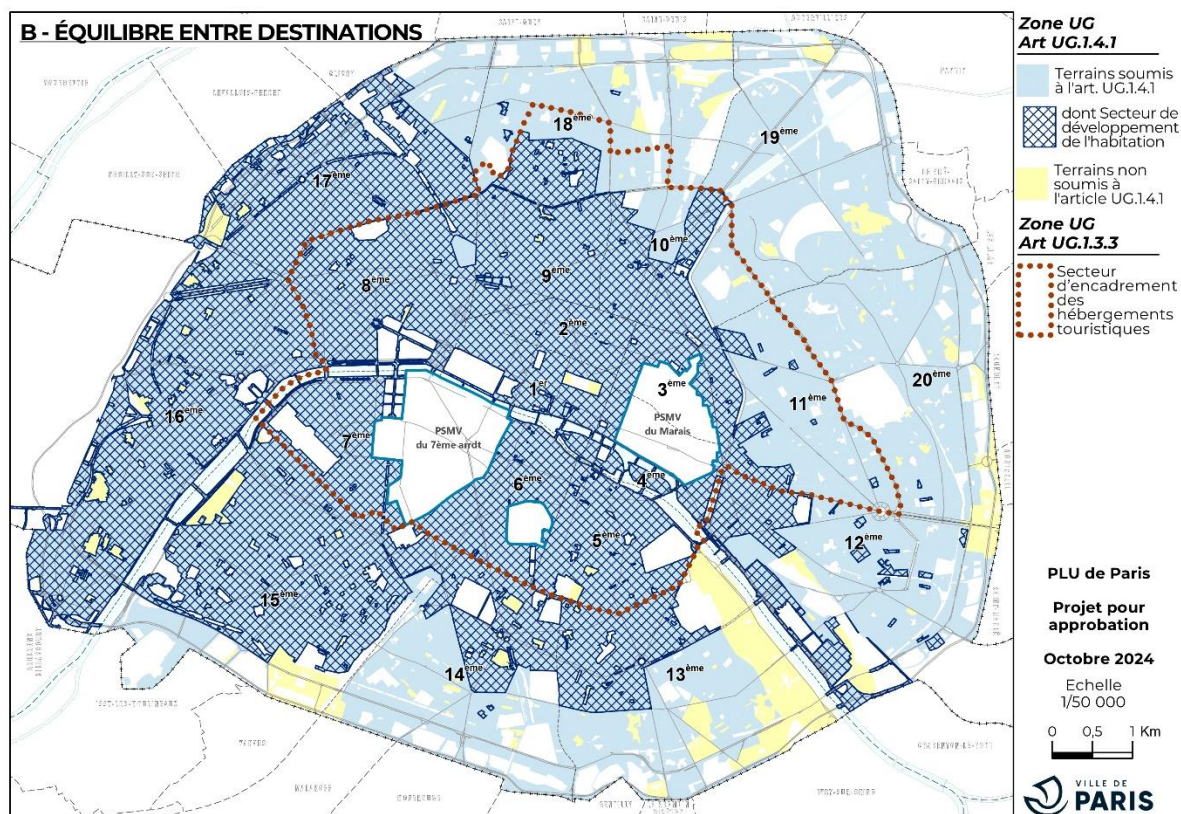 B - ÉQUILIBRE ENTRE DESTINATIONS
18ème
19ème
17ème
10ème
8ème
9ème
2ème
1er
3ème
20ème
16ème
11ème
PSMV
du 7ème arrdt
PSMV
du Marais
7ème
4ème
6ème
5ème
12ème
15ème
14ème
13ème
Zone UG
Art UG.1.4.1
Terrains soumis
à l'art. UG.1.4.1
dont Secteur de
développement
de l'habitation
Terrains non
soumis à
l'article UG.1.4.1
Zone UG
Art UG.1.3.3
Secteur
d'encadrement
des
hébergements
touristiques
PLU de Paris
Projet pour
approbation
Octobre 2024
Echelle
1/50 000
0 0,5 1 Km
VILLE DE
PARIS